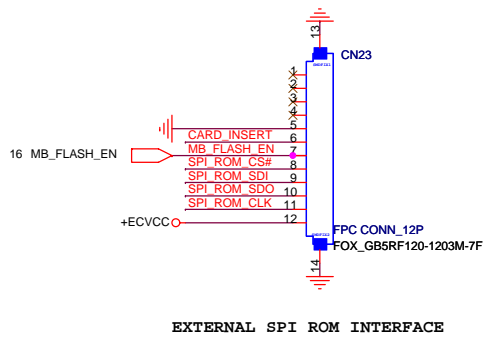 13
CN23
1
2
3
4
5
CARD_INSERT
6
16 MB_FLASH_EN
MB_FLASH_EN
7
SPI_ROM_CS#
8
SPI_ROM_SDI
9
SPI_ROM_SDO
10
SPI_ROM_CLK
11
+ECVCC
12
FPC CONN_12P
FOX_GB5RF120-1203M-7F
14
EXTERNAL SPI ROM INTERFACE